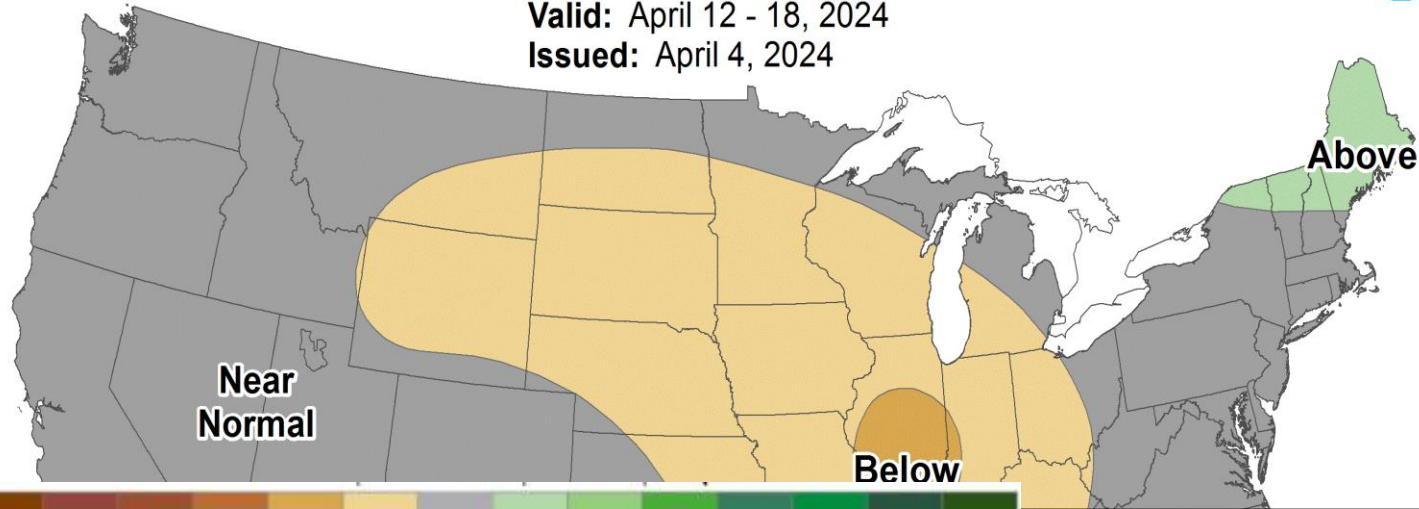 Valid: April 12 - 18, 2024
Issued: April 4, 2024
Above
Near
Normal
Below